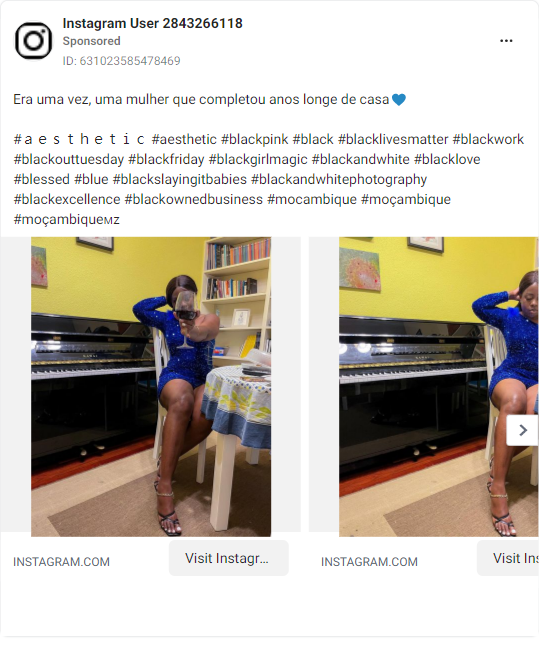 Instagram User 2843266118
Sponsored
ID: 631023585478469
Era uma vez, uma mulher que completou anos longe de casa💙
#ａｅｓｔｈｅｔｉｃ #aesthetic #blackpink #black #blacklivesmatter #blackwork
#blackouttuesday #blackfriday #blackgirlmagic #blackandwhite #blacklove
#blessed #blue #blackslayingitbabies #blackandwhitephotography
#blackexcellence #blackownedbusiness #mocambique #moçambique
#moçambiqueᴍᴢ
INSTAGRAM.COM
Visit Instagr...
INSTAGRAM.COM
Visit Ins